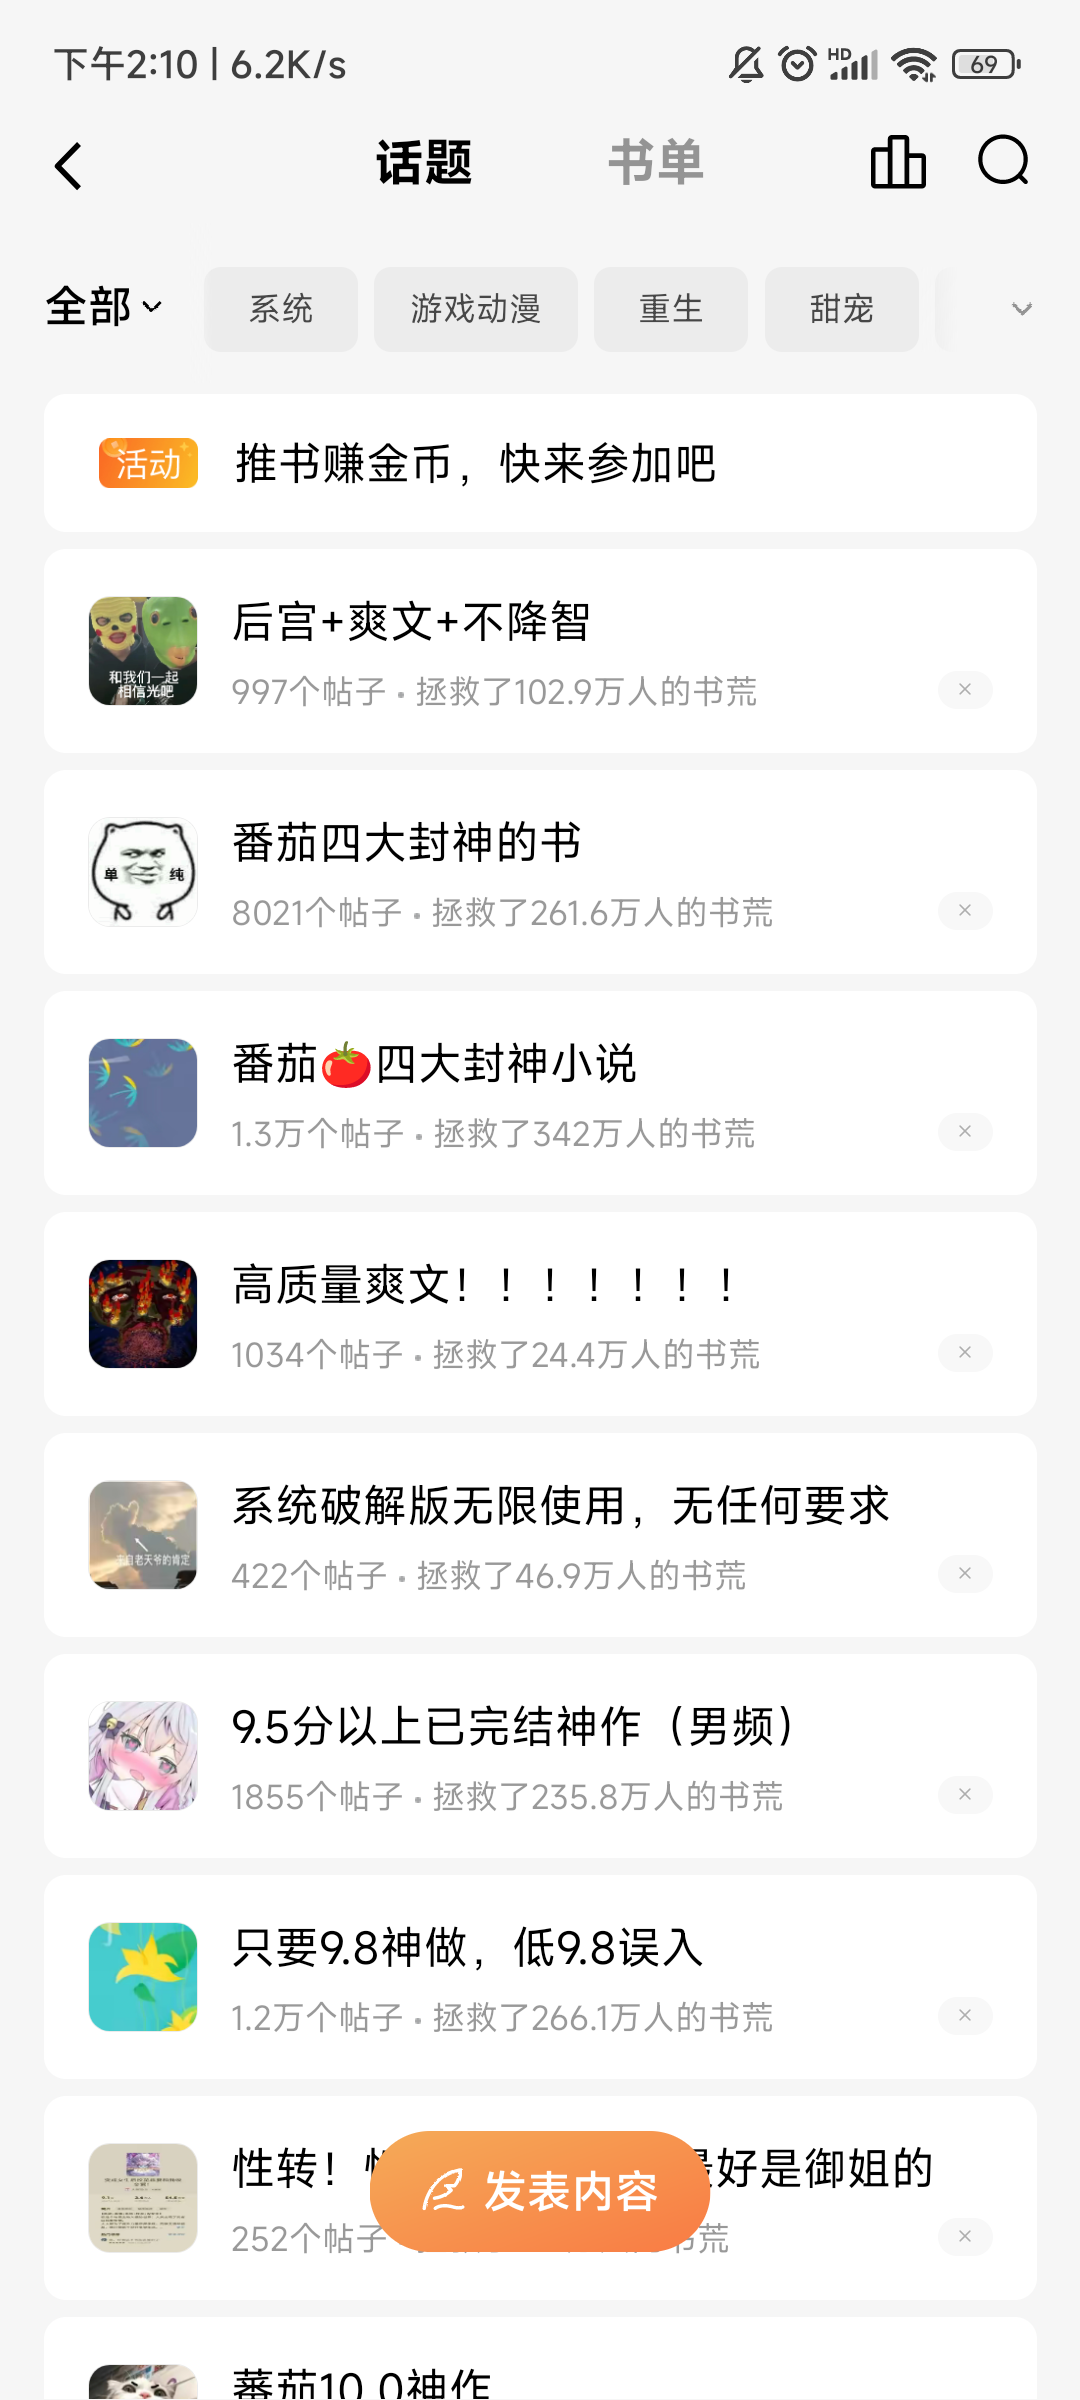 下午2:10 | 6.2K/s
HD
69
话题 书单
全部 系统 游戏动漫 重生 甜宠
活动 推书赚金币，快来参加吧
后宫+爽文+不降智
和我们一起
相信光吧
997个帖子 · 拯救了102.9万人的书荒
番茄四大封神的书
单 纯
8021个帖子 · 拯救了261.6万人的书荒
番茄🍅四大封神小说
1.3万个帖子 · 拯救了342万人的书荒
高质量爽文！！！！！！！
1034个帖子 · 拯救了24.4万人的书荒
系统破解版无限使用，无任何要求
来自老天爷的肯定
422个帖子 · 拯救了46.9万人的书荒
9.5分以上已完结神作（男频）
1855个帖子 · 拯救了235.8万人的书荒
只要9.8神做，低9.8误入
1.2万个帖子 · 拯救了266.1万人的书荒
性转！ 最好是御姐的
发表内容
252个帖子 书荒
蕃茄10.0神作